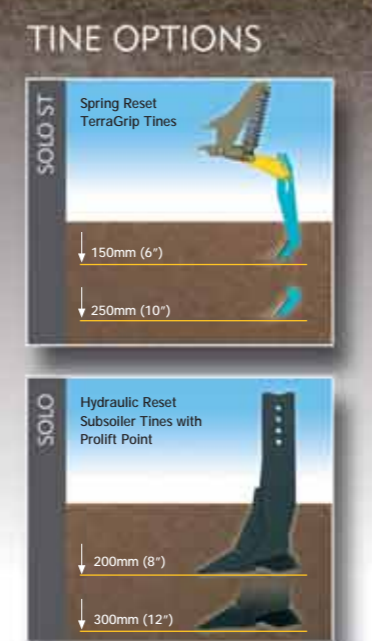 TINE OPTIONS
SOLO ST
Spring Reset
TerraGrip Tines
150mm (6")
250mm (10")
SOLO
Hydraulic Reset
Subsoiler Tines with
Prolift Point
200mm (8")
300mm (12")